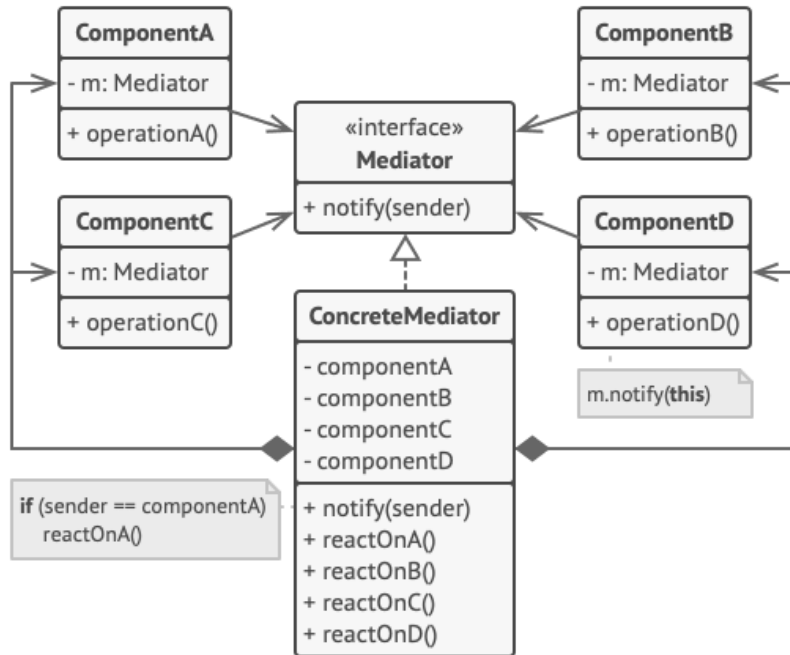 ComponentA
- m: Mediator
+ operationA()
ComponentB
- m: Mediator
+ operationB()
«interface»
Mediator
+ notify(sender)
ComponentC
- m: Mediator
+ operationC()
ComponentD
- m: Mediator
+ operationD()
m.notify(this)
ConcreteMediator
- componentA
- componentB
- componentC
- componentD
+ notify(sender)
+ reactOnA()
+ reactOnB()
+ reactOnC()
+ reactOnD()
if (sender == componentA)
reactOnA()